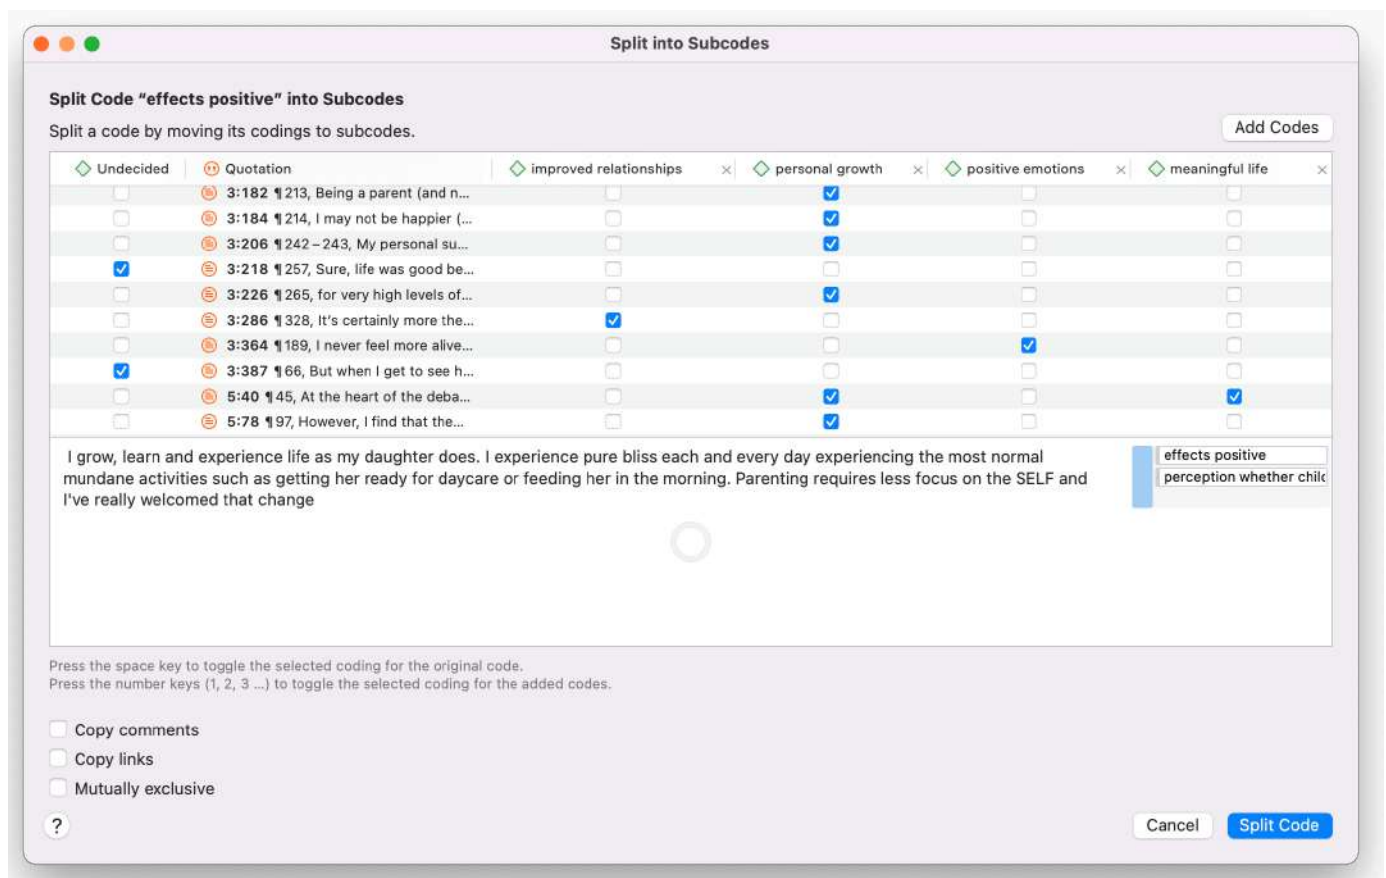 Split into Subcodes
Split Code “effects positive” into Subcodes
Split a code by moving its codings to subcodes.
Add Codes
Undecided Quotation improved relationships × personal growth × positive emotions × meaningful life ×
3:182 ¶ 213, Being a parent (and n...
3:184 ¶ 214, I may not be happier (...
3:206 ¶ 242 – 243, My personal su...
3:218 ¶ 257, Sure, life was good be...
3:226 ¶ 265, for very high levels of...
3:286 ¶ 328, It's certainly more the...
3:364 ¶ 189, I never feel more alive...
3:387 ¶ 66, But when I get to see h...
5:40 ¶ 45, At the heart of the deba...
5:78 ¶ 97, However, I find that the...
I grow, learn and experience life as my daughter does. I experience pure bliss each and every day experiencing the most normal
mundane activities such as getting her ready for daycare or feeding her in the morning. Parenting requires less focus on the SELF and
I've really welcomed that change
effects positive
perception whether chilc
Press the space key to toggle the selected coding for the original code.
Press the number keys (1, 2, 3 ...) to toggle the selected coding for the added codes.
Copy comments
Copy links
Mutually exclusive
?
Cancel
Split Code